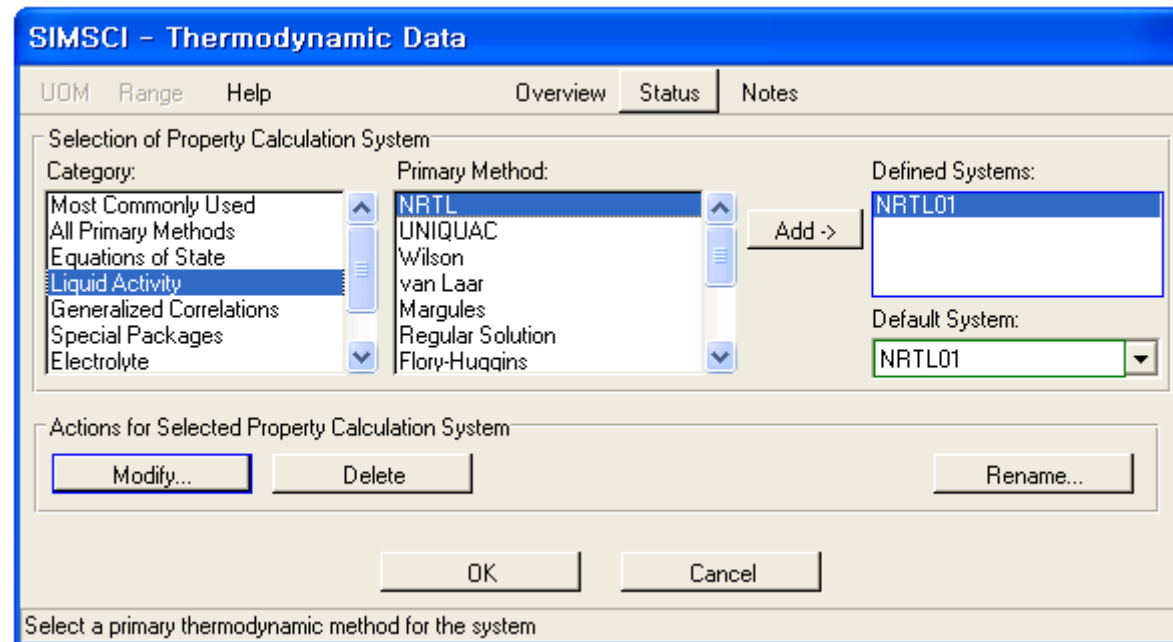 SIMSCI - Thermodynamic Data
UOM Range Help Overview Status Notes
Selection of Property Calculation System
Category:
Most Commonly Used
All Primary Methods
Equations of State
Liquid Activity
Generalized Correlations
Special Packages
Electrolyte
Primary Method:
NRTL
UNIQUAC
Wilson
van Laar
Margules
Regular Solution
Flory-Huggins
Add ->
Defined Systems:
NRTL01
Default System:
NRTL01
Actions for Selected Property Calculation System
Modify... Delete Rename...
OK Cancel
Select a primary thermodynamic method for the system